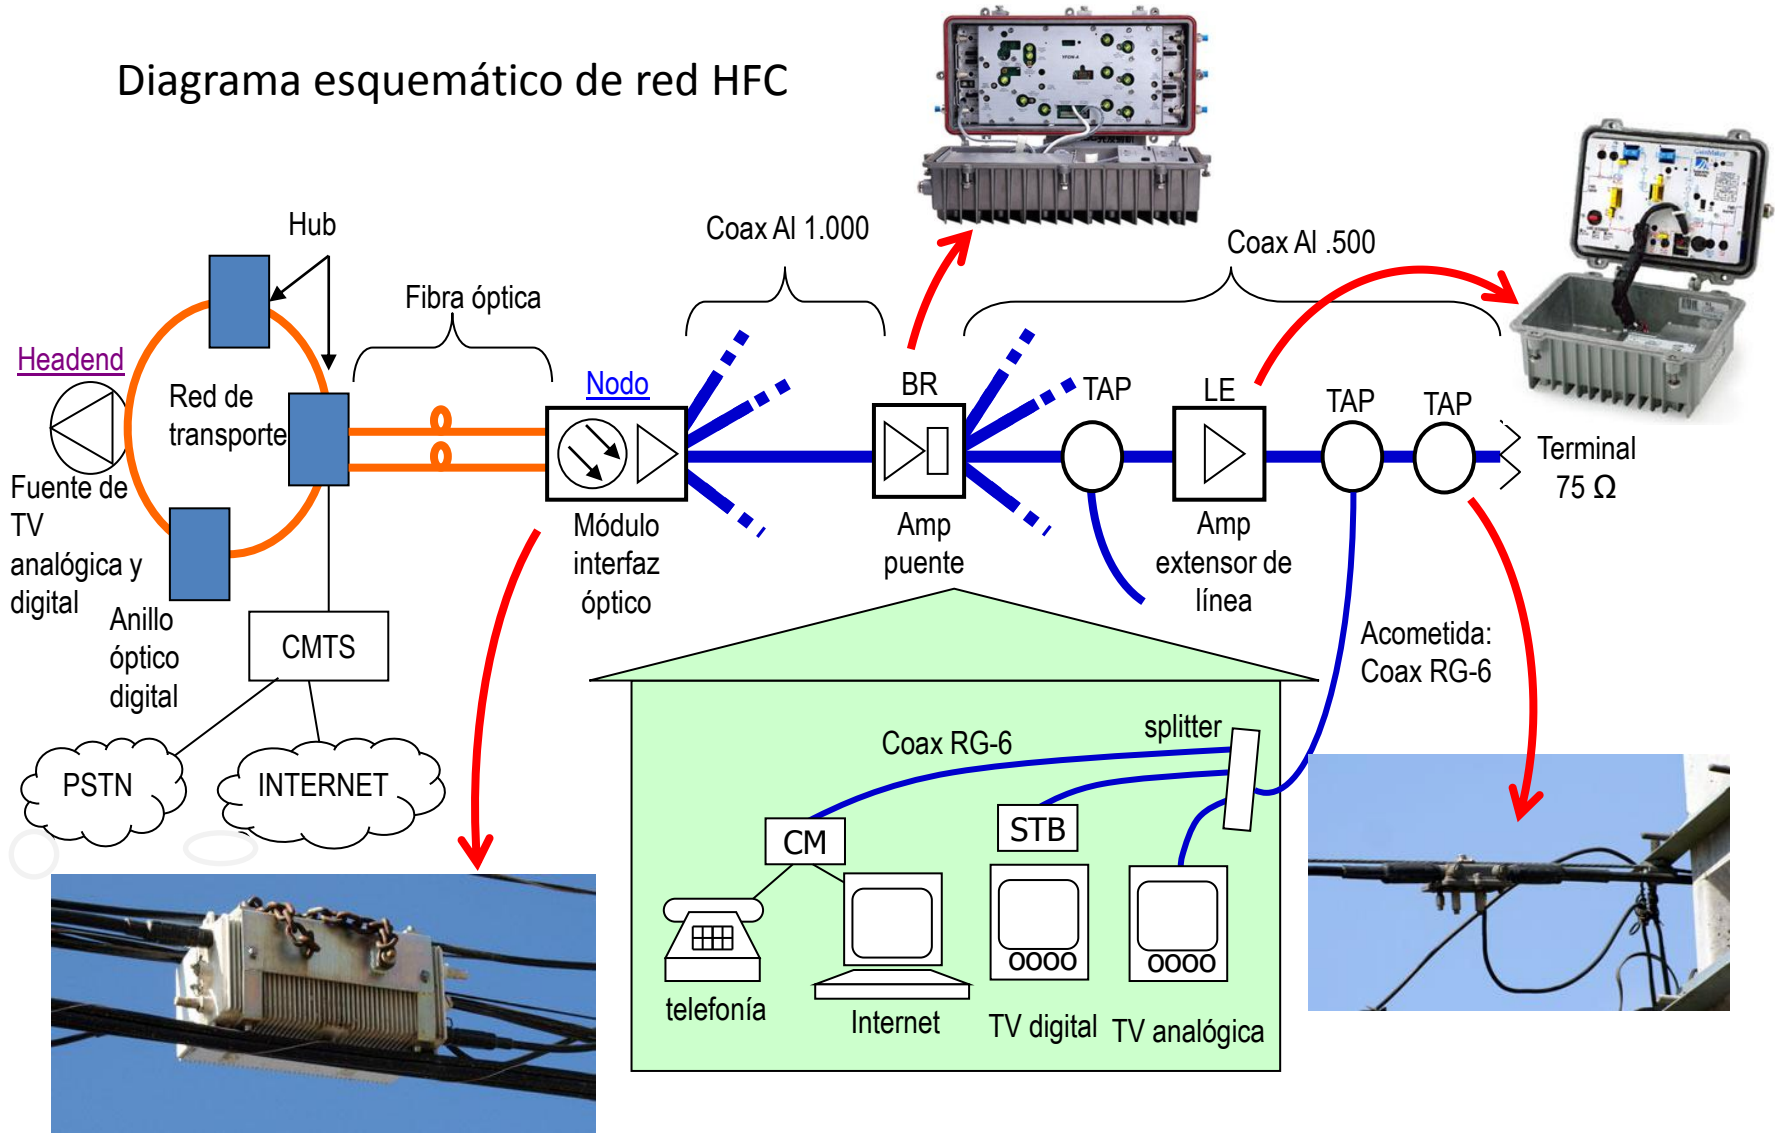 Diagrama esquemático de red HFC
Hub
Coax Al 1.000
Coax Al .500
Fibra óptica
Headend
Red de
transporte
Nodo
BR
TAP
LE
TAP
TAP
Terminal
75 Ω
Fuente de
TV
analógica y
digital
Módulo
interfaz
óptico
Amp
puente
Amp
extensor de
línea
Anillo
óptico
digital
CMTS
Acometida:
Coax RG-6
PSTN
INTERNET
Coax RG-6
splitter
CM
STB
telefonía
Internet
TV digital
TV analógica